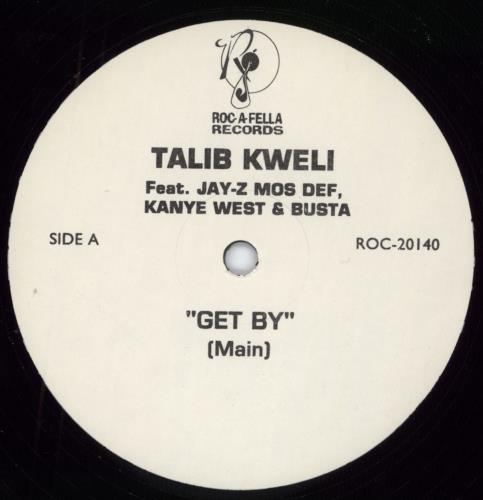 ROC-A-FELLA
RECORDS
TALIB KWELI
Feat. JAY-Z MOS DEF,
KANYE WEST & BUSTA
SIDE A
ROC-20140
"GET BY"
(Main)